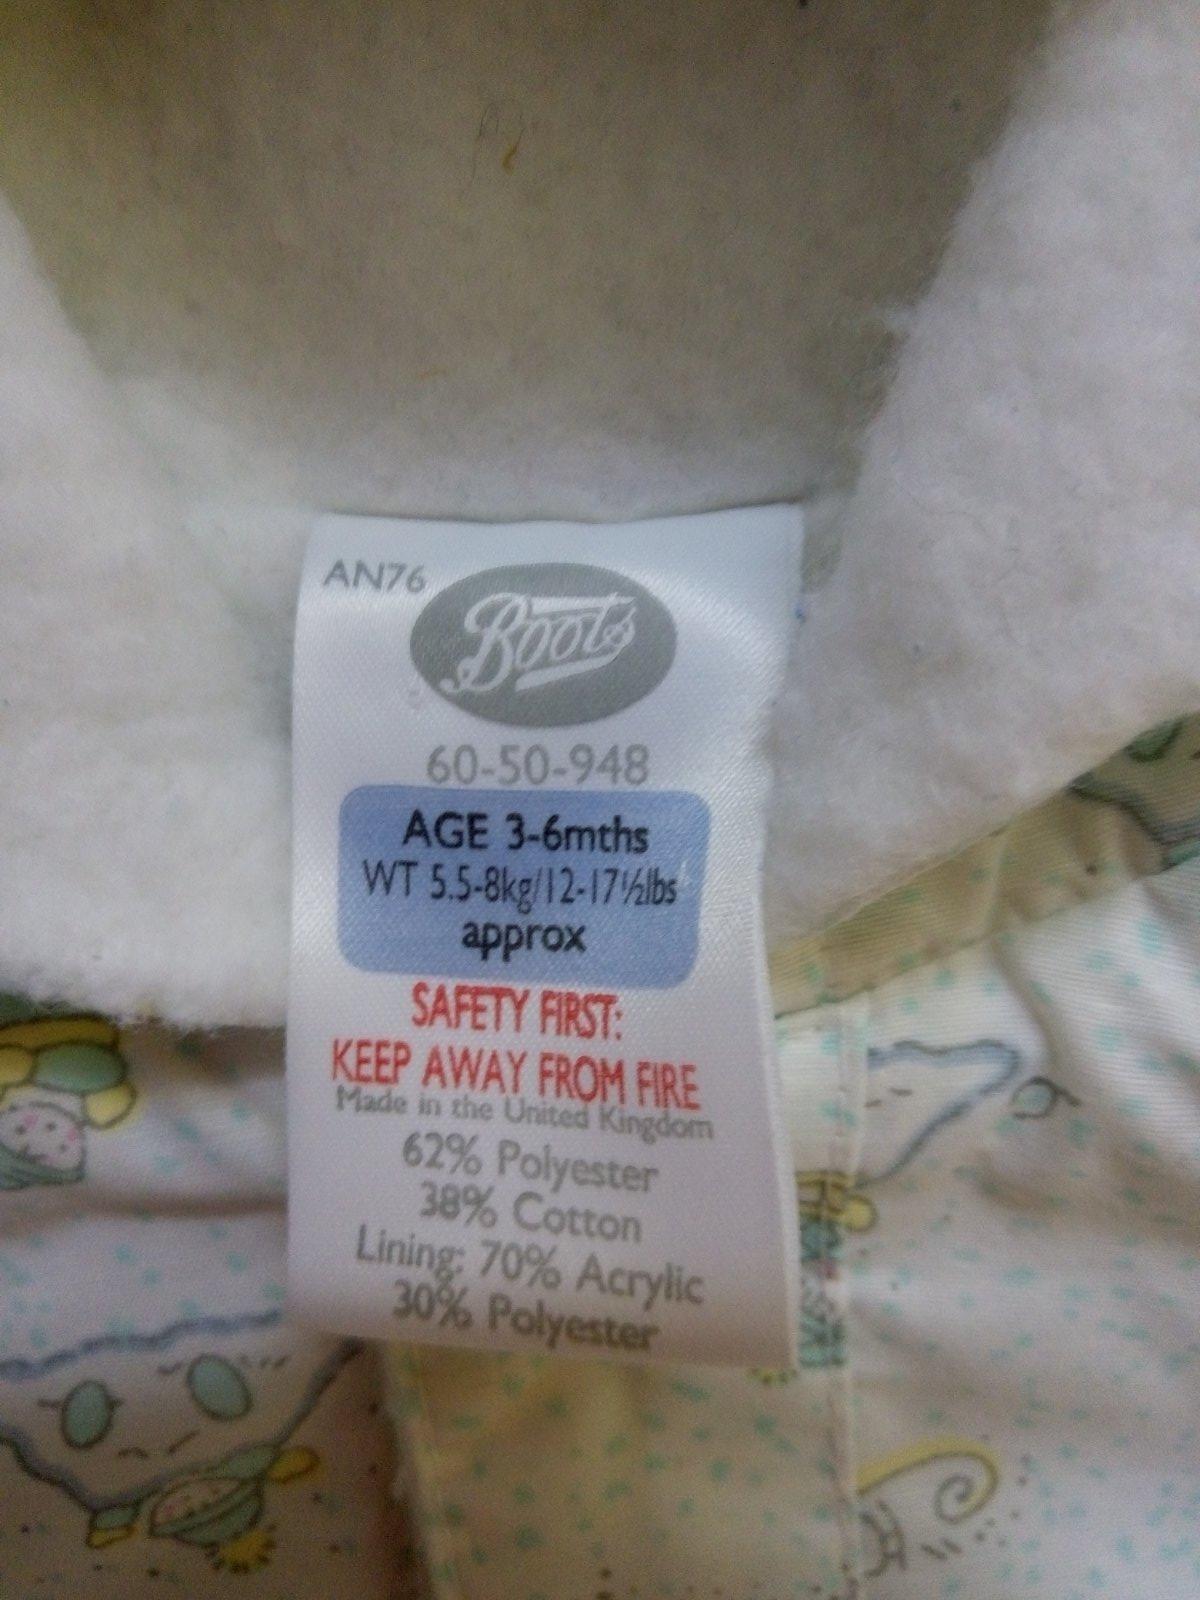 AN76
Boots
60-50-948
AGE 3-6mths
WT 5.5-8kg/12-17½lbs
approx
SAFETY FIRST:
KEEP AWAY FROM FIRE
Made in the United Kingdom
62% Polyester
38% Cotton
Lining: 70% Acrylic
30% Polyester